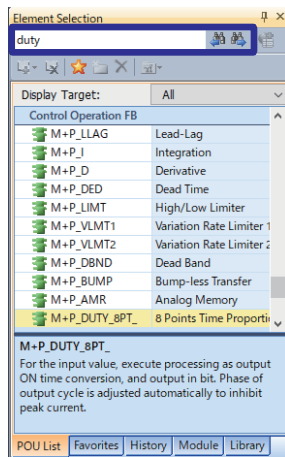 Element Selection
duty
Display Target: All
Control Operation FB
M+P_LLAG Lead-Lag
M+P_I Integration
M+P_D Derivative
M+P_DED Dead Time
M+P_LIMT High/Low Limiter
M+P_VLMT1 Variation Rate Limiter 1
M+P_VLMT2 Variation Rate Limiter 2
M+P_DBND Dead Band
M+P_BUMP Bump-less Transfer
M+P_AMR Analog Memory
M+P_DUTY_8PT_ 8 Points Time Proporti
M+P_DUTY_8PT_
For the input value, execute processing as output
ON time conversion, and output in bit. Phase of
output cycle is adjusted automatically to inhibit
peak current.
POU List Favorites History Module Library